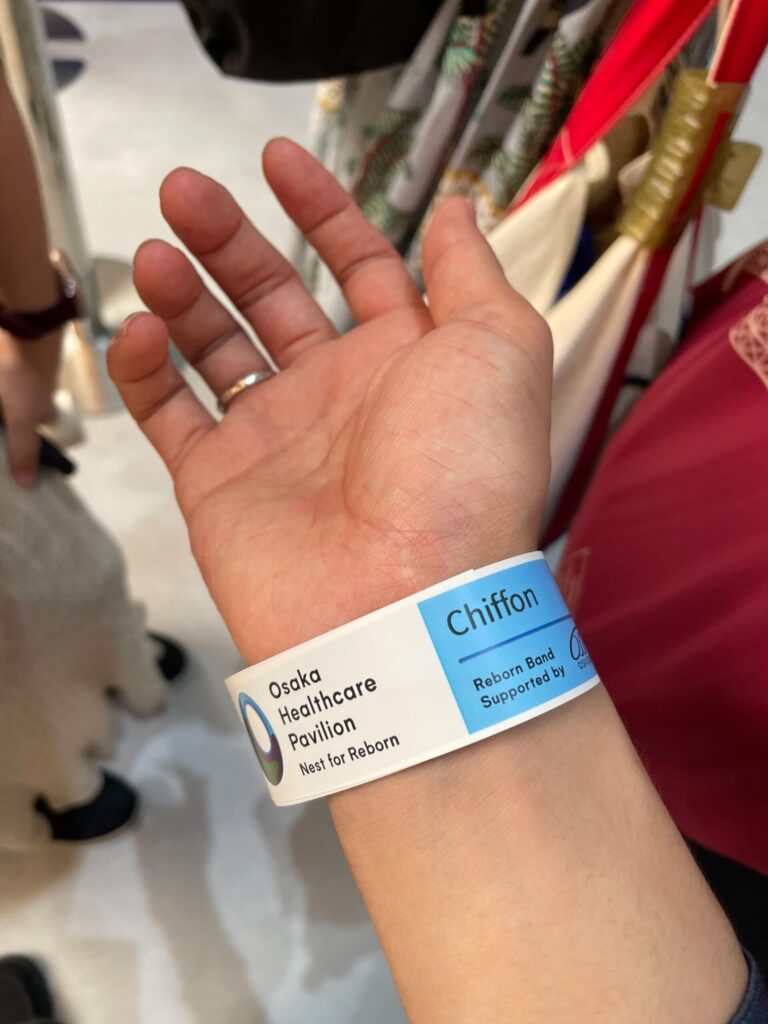 Osaka
Healthcare
Pavilion
Nest for Reborn
Chiffon
Reborn Band
Supported by